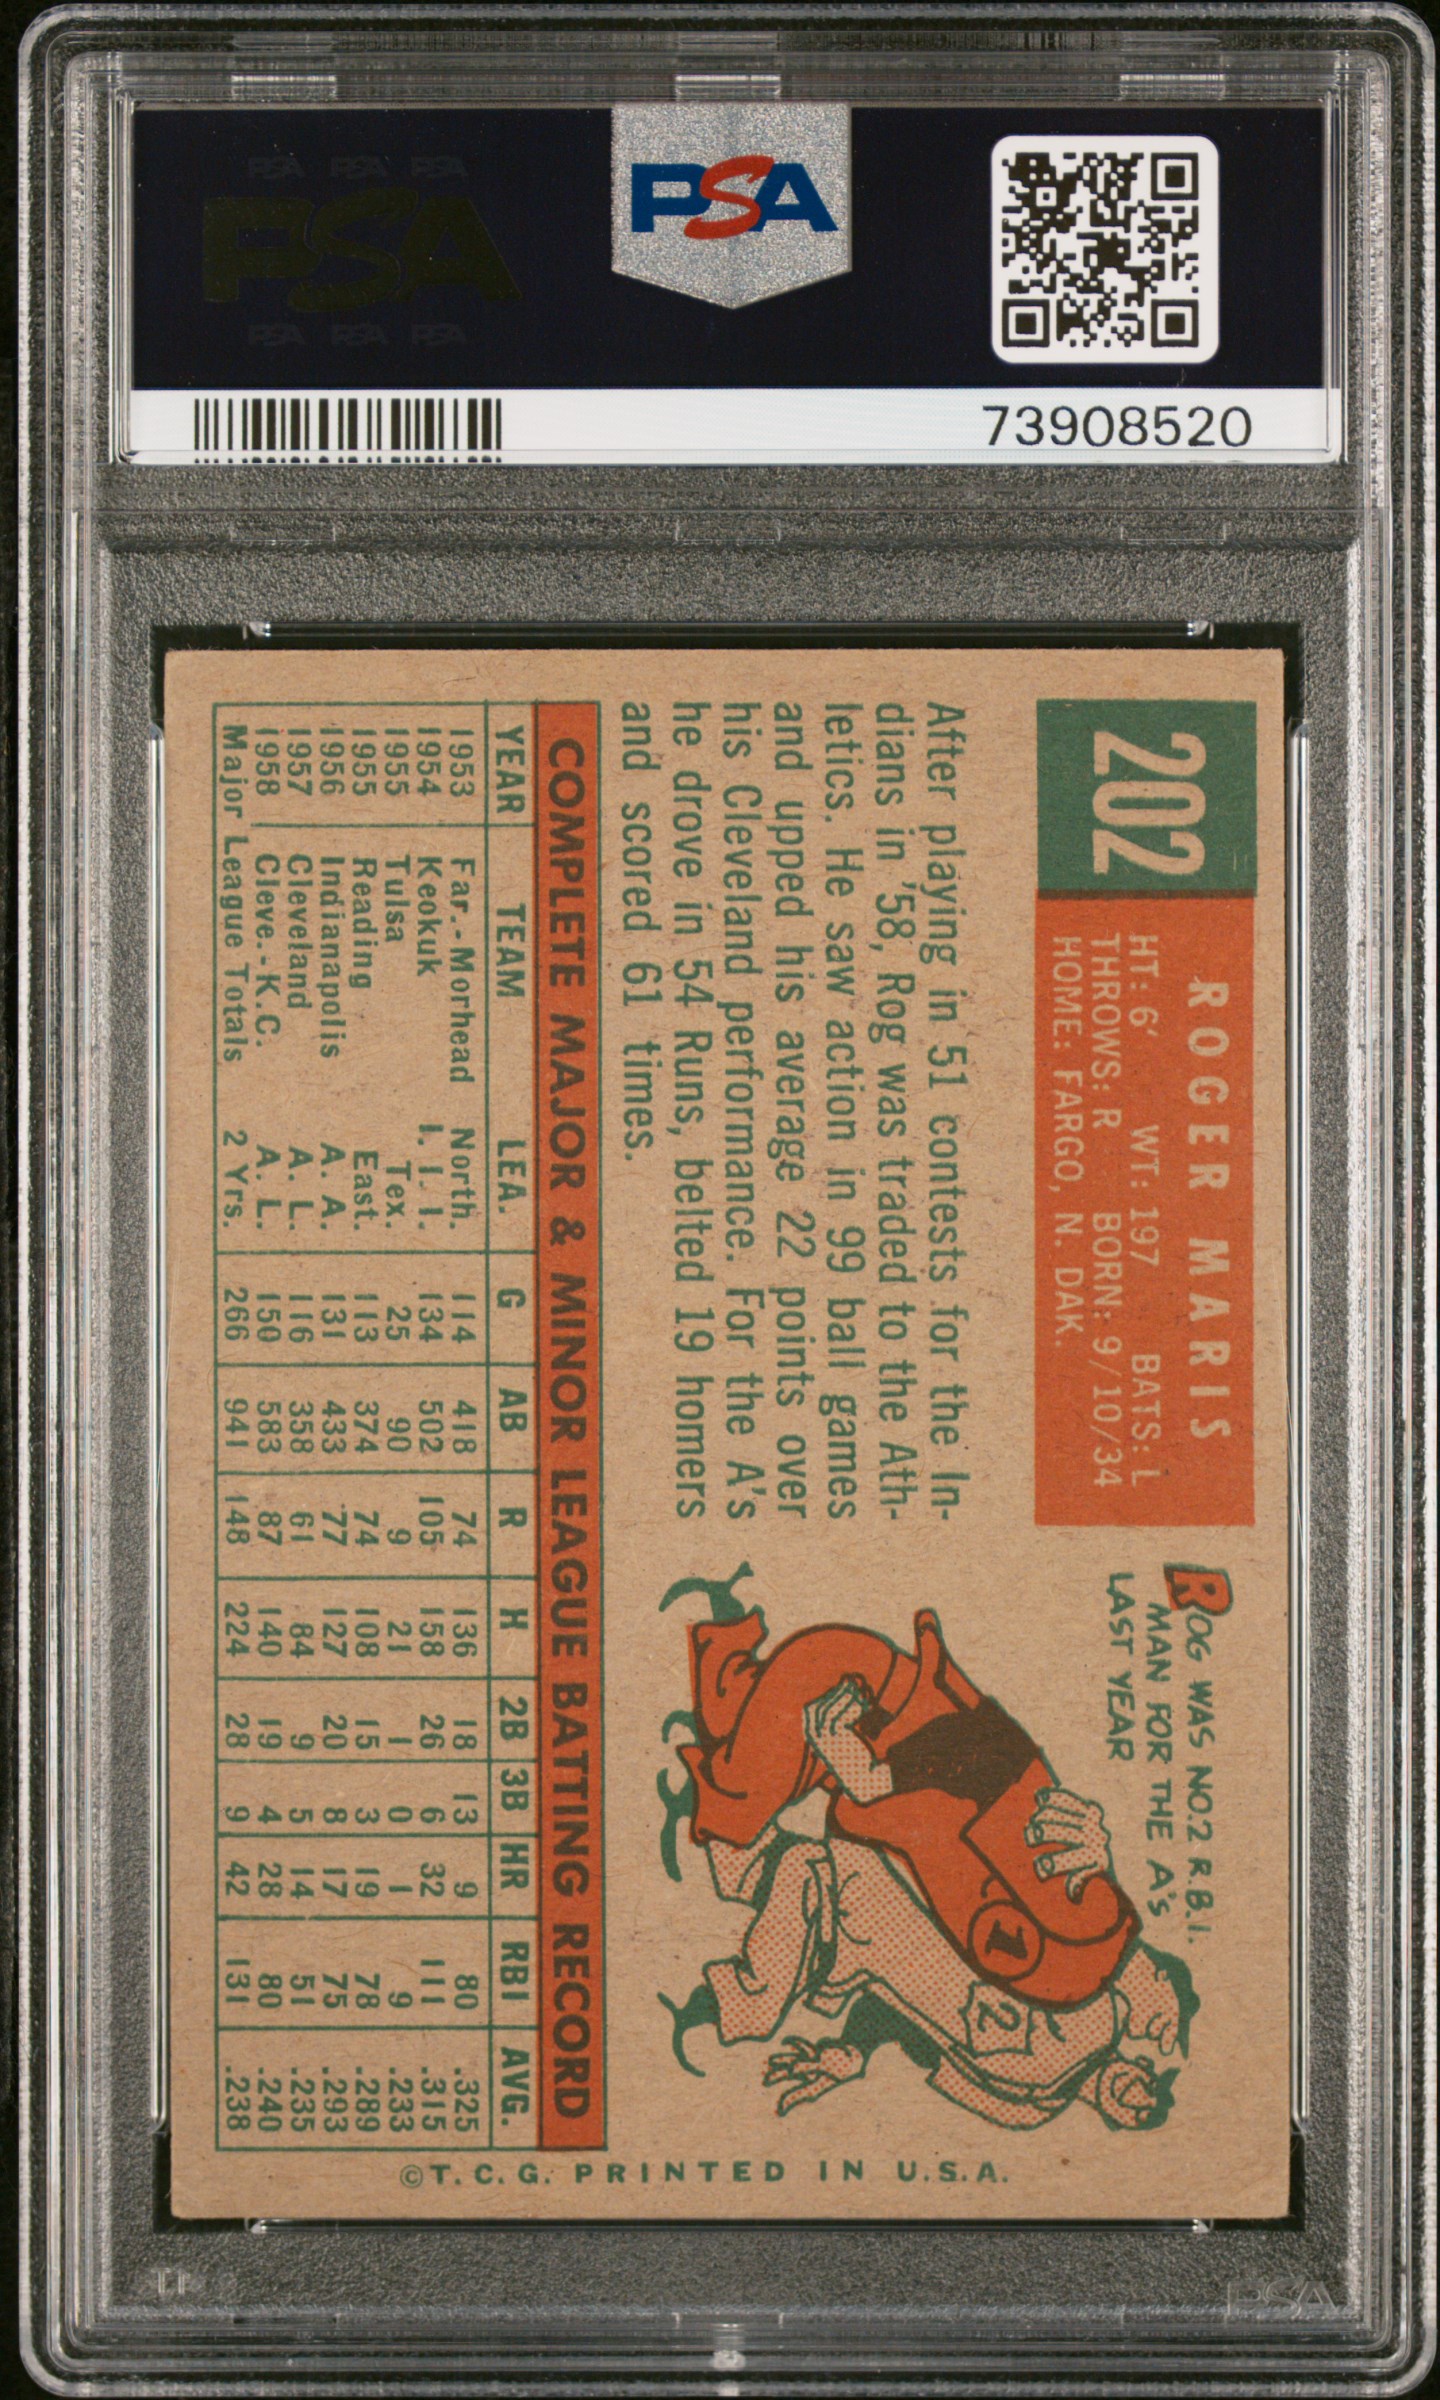 PSA PSA PSA
PSA
PSA PSA PSA
PSA
73908520
202
ROGER MARIS
HT: 6' WT: 197 BATS: L
THROWS: R BORN: 9/10/34
HOME: FARGO, N. DAK.
After playing in 51 contests for the In-
dians in '58, Rog was traded to the Ath-
letics. He saw action in 99 ball games
and upped his average 22 points over
his Cleveland performance. For the A's
he drove in 54 Runs, belted 19 homers
and scored 61 times.
ROG WAS NO.2 R.B.I.
MAN FOR THE A's
LAST YEAR
1
2
COMPLETE MAJOR & MINOR LEAGUE BATTING RECORD
YEAR TEAM LEA. G AB R H 2B 3B HR RBI AVG.
1953 Far.-Morhead North. 114 418 74 136 18 13 9 80 .325
1954 Keokuk I. I. I. 134 502 105 158 26 6 32 111 .315
1955 Tulsa Tex. 25 90 9 21 1 0 1 9 .233
1955 Reading East. 113 374 74 108 15 3 19 78 .289
1956 Indianapolis A. A. 131 433 77 127 20 8 17 75 .293
1957 Cleveland A. L. 116 358 61 84 9 5 14 51 .235
1958 Cleve.-K.C. A. L. 150 583 87 140 19 4 28 80 .240
Major League Totals 2 Yrs. 266 941 148 224 28 9 42 131 .238
©T. C. G. PRINTED IN U.S.A.
PSA